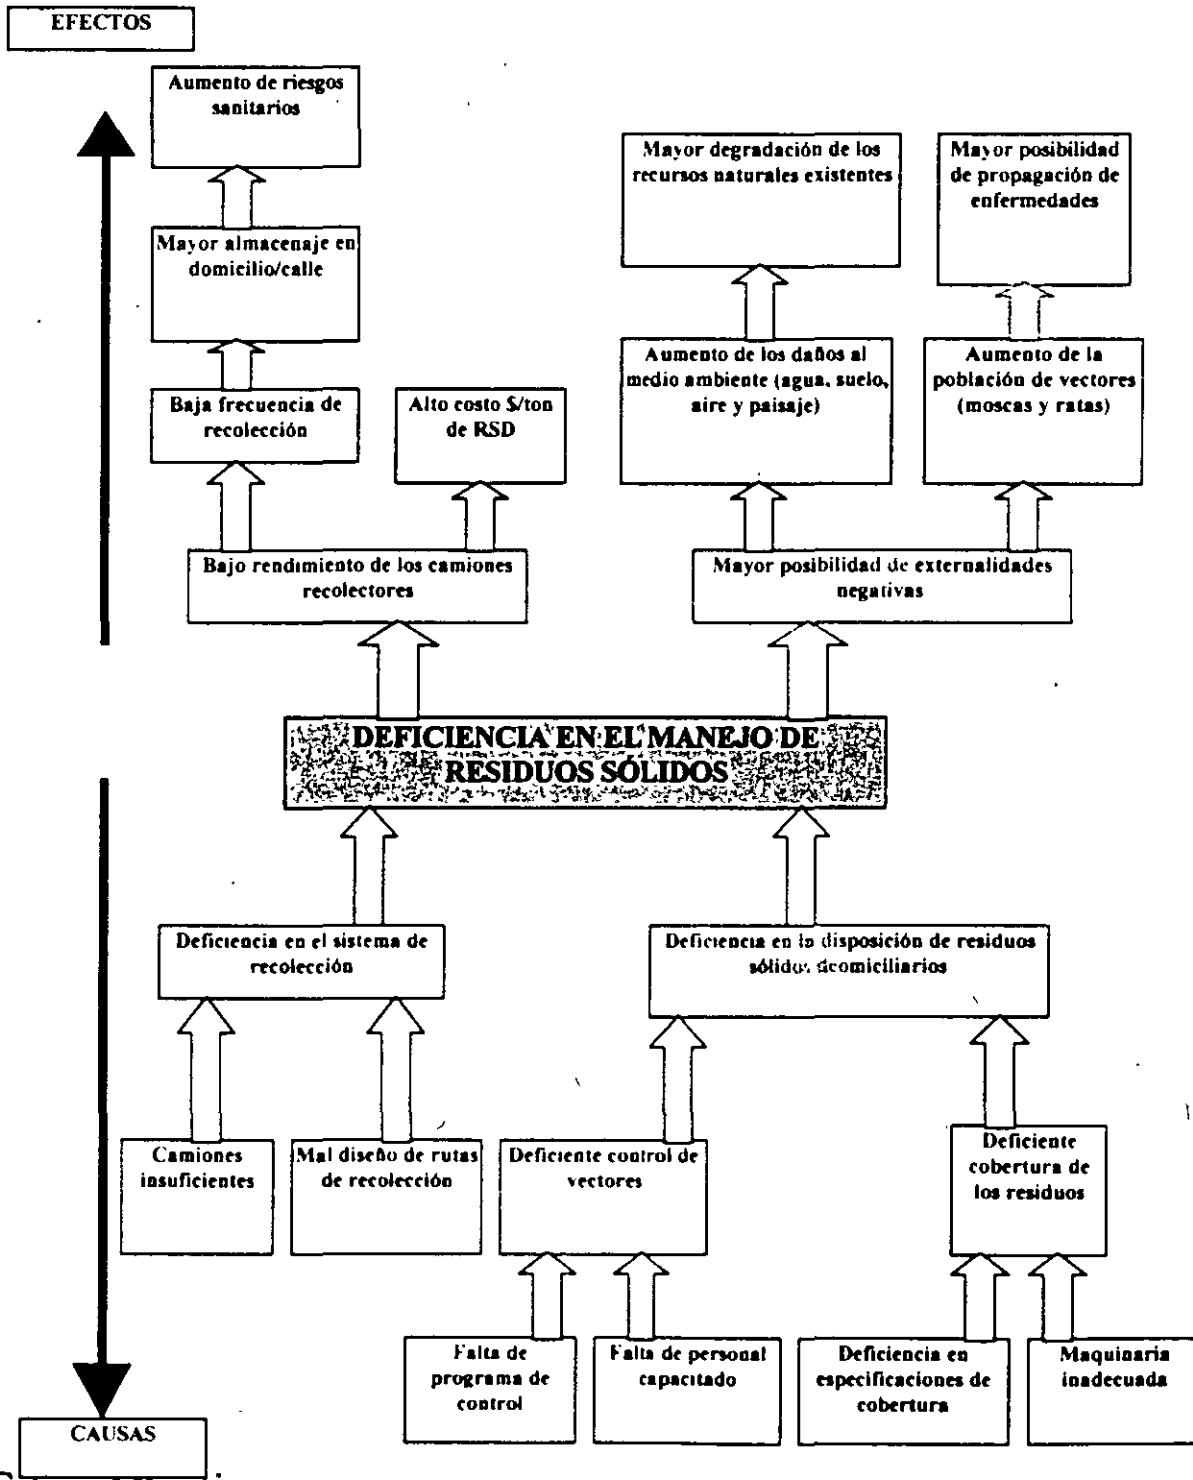 EFECTOS
Aumento de riesgos
sanitarios
Mayor degradación de los
recursos naturales existentes
Mayor posibilidad
de propagación de
enfermedades
Mayor almacenaje en
domicilio/calle
Aumento de los daños al
medio ambiente (agua, suelo,
aire y paisaje)
Aumento de la
población de vectores
(moscas y ratas)
Baja frecuencia de
recolección
Alto costo $/ton
de RSD
Bajo rendimiento de los camiones
recolectores
Mayor posibilidad de externalidades
negativas
DEFICIENCIA EN EL MANEJO DE
RESIDUOS SÓLIDOS
Deficiencia en el sistema de
recolección
Deficiencia en la disposición de residuos
sólidos dcomiciliarios
Camiones
insuficientes
Mal diseño de rutas
de recolección
Deficiente control de
vectores
Deficiente
cobertura de
los residuos
Falta de
programa de
control
Falta de personal
capacitado
Deficiencia en
especificaciones de
cobertura
Maquinaria
inadecuada
CAUSAS